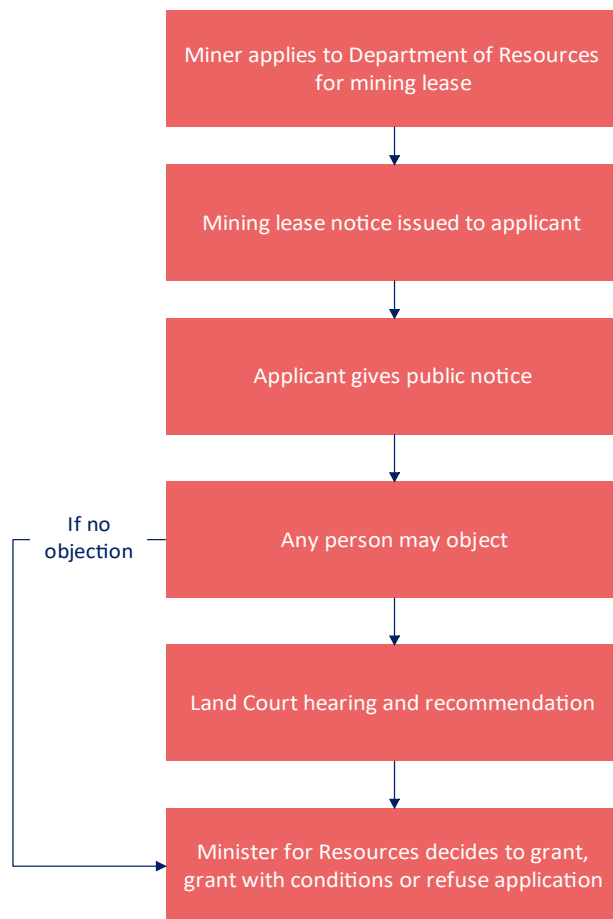 Miner applies to Department of Resources
for mining lease
Mining lease notice issued to applicant
Applicant gives public notice
If no
objection
Any person may object
Land Court hearing and recommendation
Minister for Resources decides to grant,
grant with conditions or refuse application